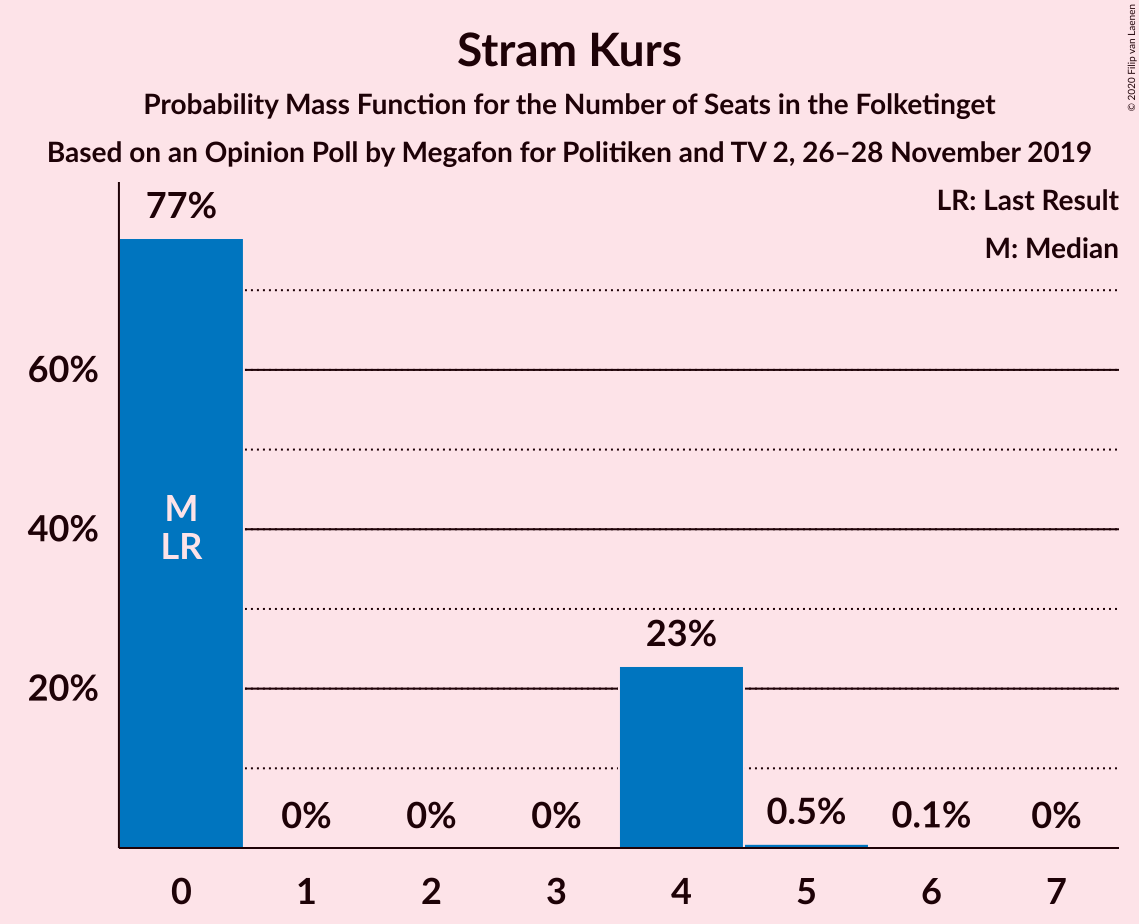 Stram Kurs
Probability Mass Function for the Number of Seats in the Folketinget
Based on an Opinion Poll by Megafon for Politiken and TV 2, 26–28 November 2019
© 2020 Filip van Laenen
LR: Last Result
M: Median
77%
60%
40%
20%
M
LR
0%
0%
0%
23%
0.5%
0.1%
0%
0
1
2
3
4
5
6
7